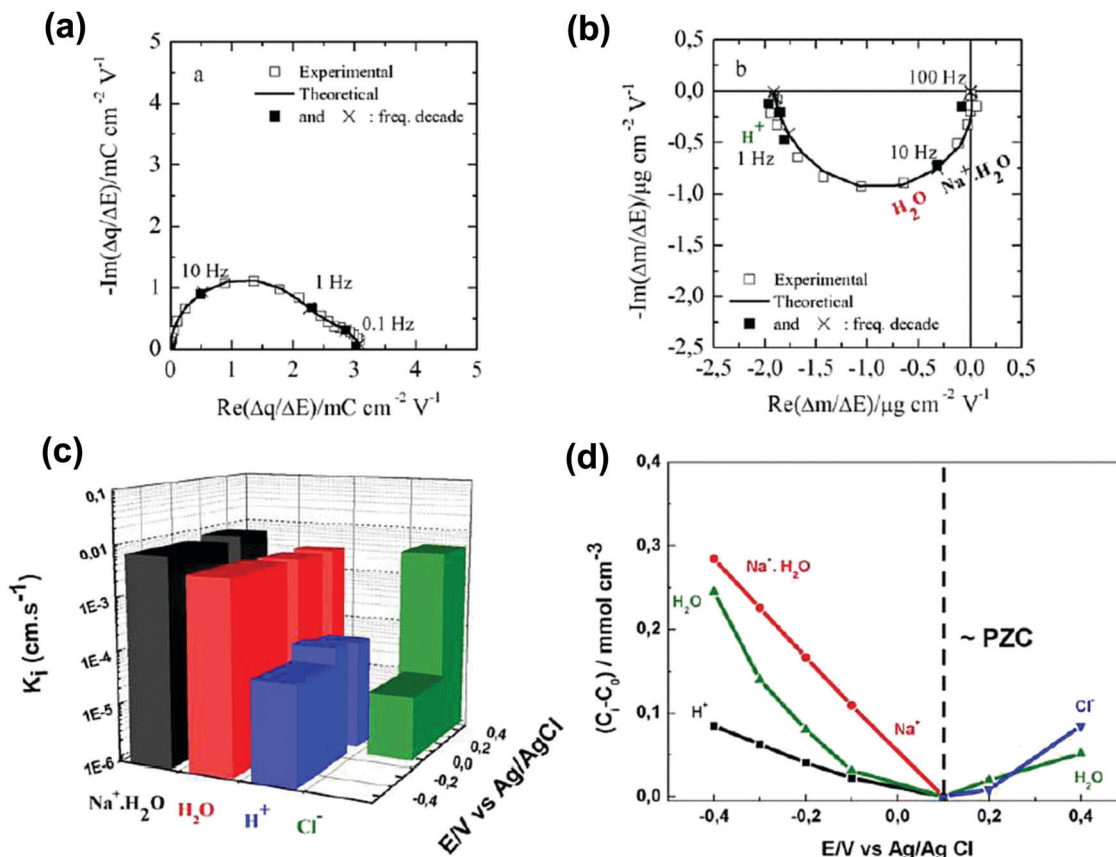 (a)
5
4
3
2
1
0
a
Experimental
Theoretical
and × : freq. decade
10 Hz
1 Hz
0.1 Hz
0 1 2 3 4 5
-Im(Δq/ΔE)/mC cm⁻² V⁻¹
Re(Δq/ΔE)/mC cm⁻² V⁻¹
(b)
0,5
0,0
-0,5
-1,0
-1,5
-2,0
-2,5
b
100 Hz
H⁺
1 Hz
10 Hz
Na⁺.H₂O
H₂O
Experimental
Theoretical
and × : freq. decade
-2,5 -2,0 -1,5 -1,0 -0,5 0,0 0,5
-Im(Δm/ΔE)/µg cm⁻² V⁻¹
Re(Δm/ΔE)/µg cm⁻² V⁻¹
(c)
0,1
0,01
1E-3
1E-4
1E-5
1E-6
Kᵢ (cm.s⁻¹)
Na⁺.H₂O
H₂O
H⁺
Cl⁻
-0,4
-0,2
0,0
0,2
0,4
E/V vs Ag/AgCl
(d)
0,4
0,3
0,2
0,1
0,0
(Cᵢ-C₀) / mmol cm⁻³
Na⁺. H₂O
H₂O
~ PZC
H⁺
Na⁺
Cl⁻
H₂O
-0,4 -0,2 0,0 0,2 0,4
E/V vs Ag/Ag Cl